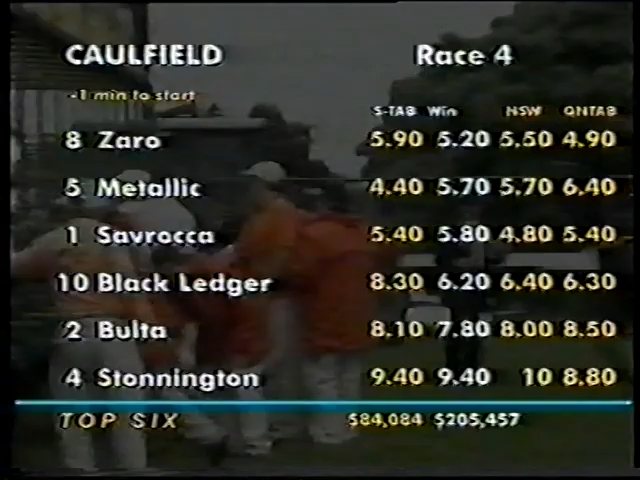 CAULFIELD Race 4
-1 min to start
S-TAB Win NSW QNTAB
8 Zaro 5.90 5.20 5.50 4.90
5 Metallic 4.40 5.70 5.70 6.40
1 Savrocca 5.40 5.80 4.80 5.40
10 Black Ledger 8.30 6.20 6.40 6.30
2 Bulta 8.10 7.80 8.00 8.50
4 Stonnington 9.40 9.40 10 8.80
TOP SIX $84,084 $205,457